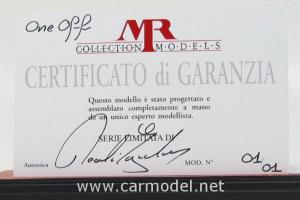 One Off
MR
COLLECTION MODELS
CERTIFICATO di GARANZIA
Questo modello è stato progettato e
assemblato completamente a mano
da un unico esperto modellista.
SERIE LIMITATA DI
Autentica
MOD. N°
01/01
www.carmodel.net